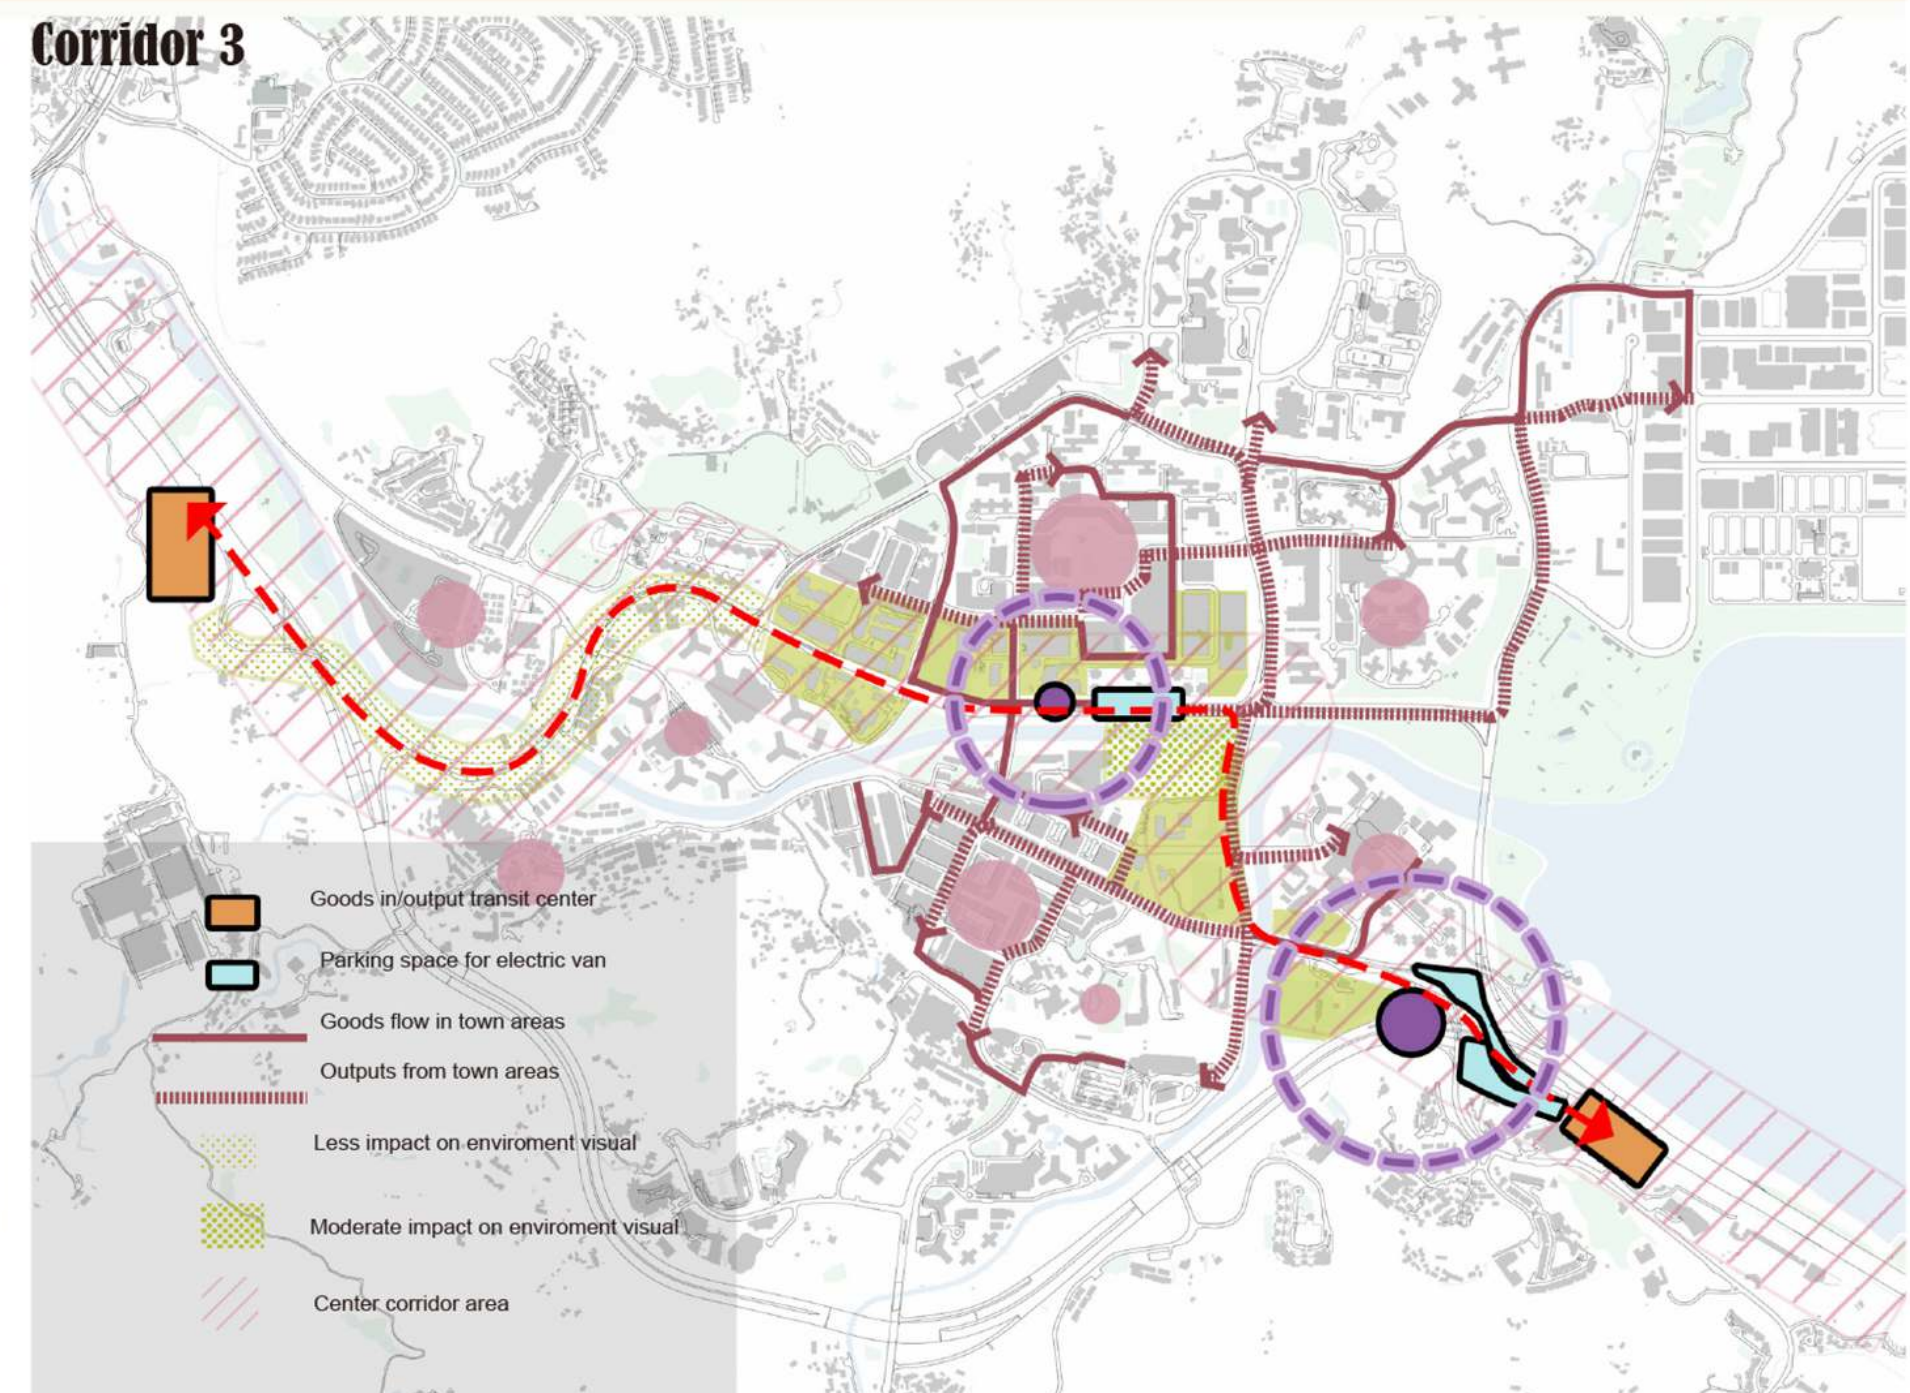 Corridor 3
Goods in/output transit center
Parking space for electric van
Goods flow in town areas
Outputs from town areas
Less impact on enviroment visual
Moderate impact on enviroment visual
Center corridor area